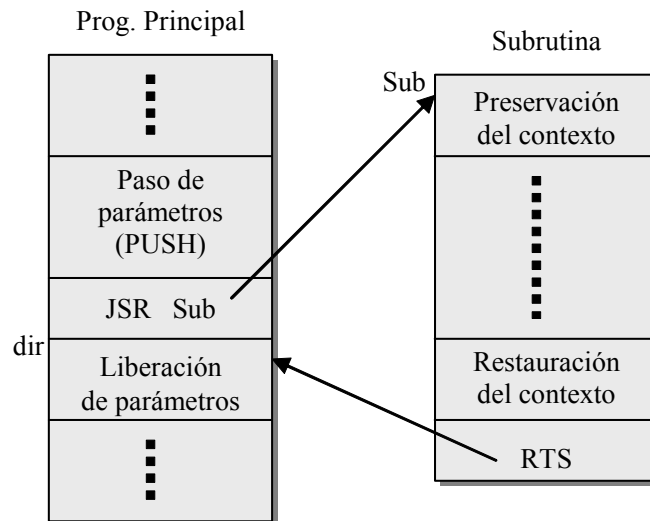 Prog. Principal
Paso de
parámetros
(PUSH)
JSR Sub
dir
Liberación
de parámetros
Subrutina
Sub
Preservación
del contexto
Restauración
del contexto
RTS